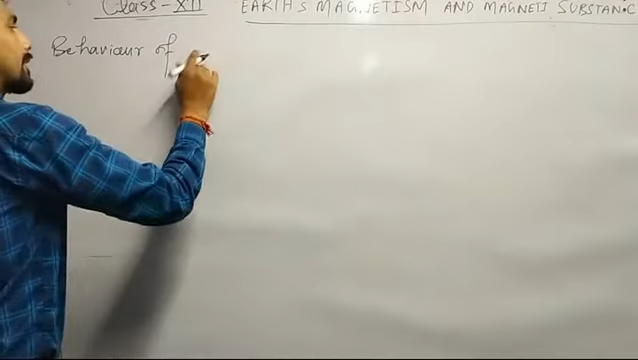 Class - XII
EARTH'S MAGNETISM AND MAGNETI SUBSTANC
Behaviour of